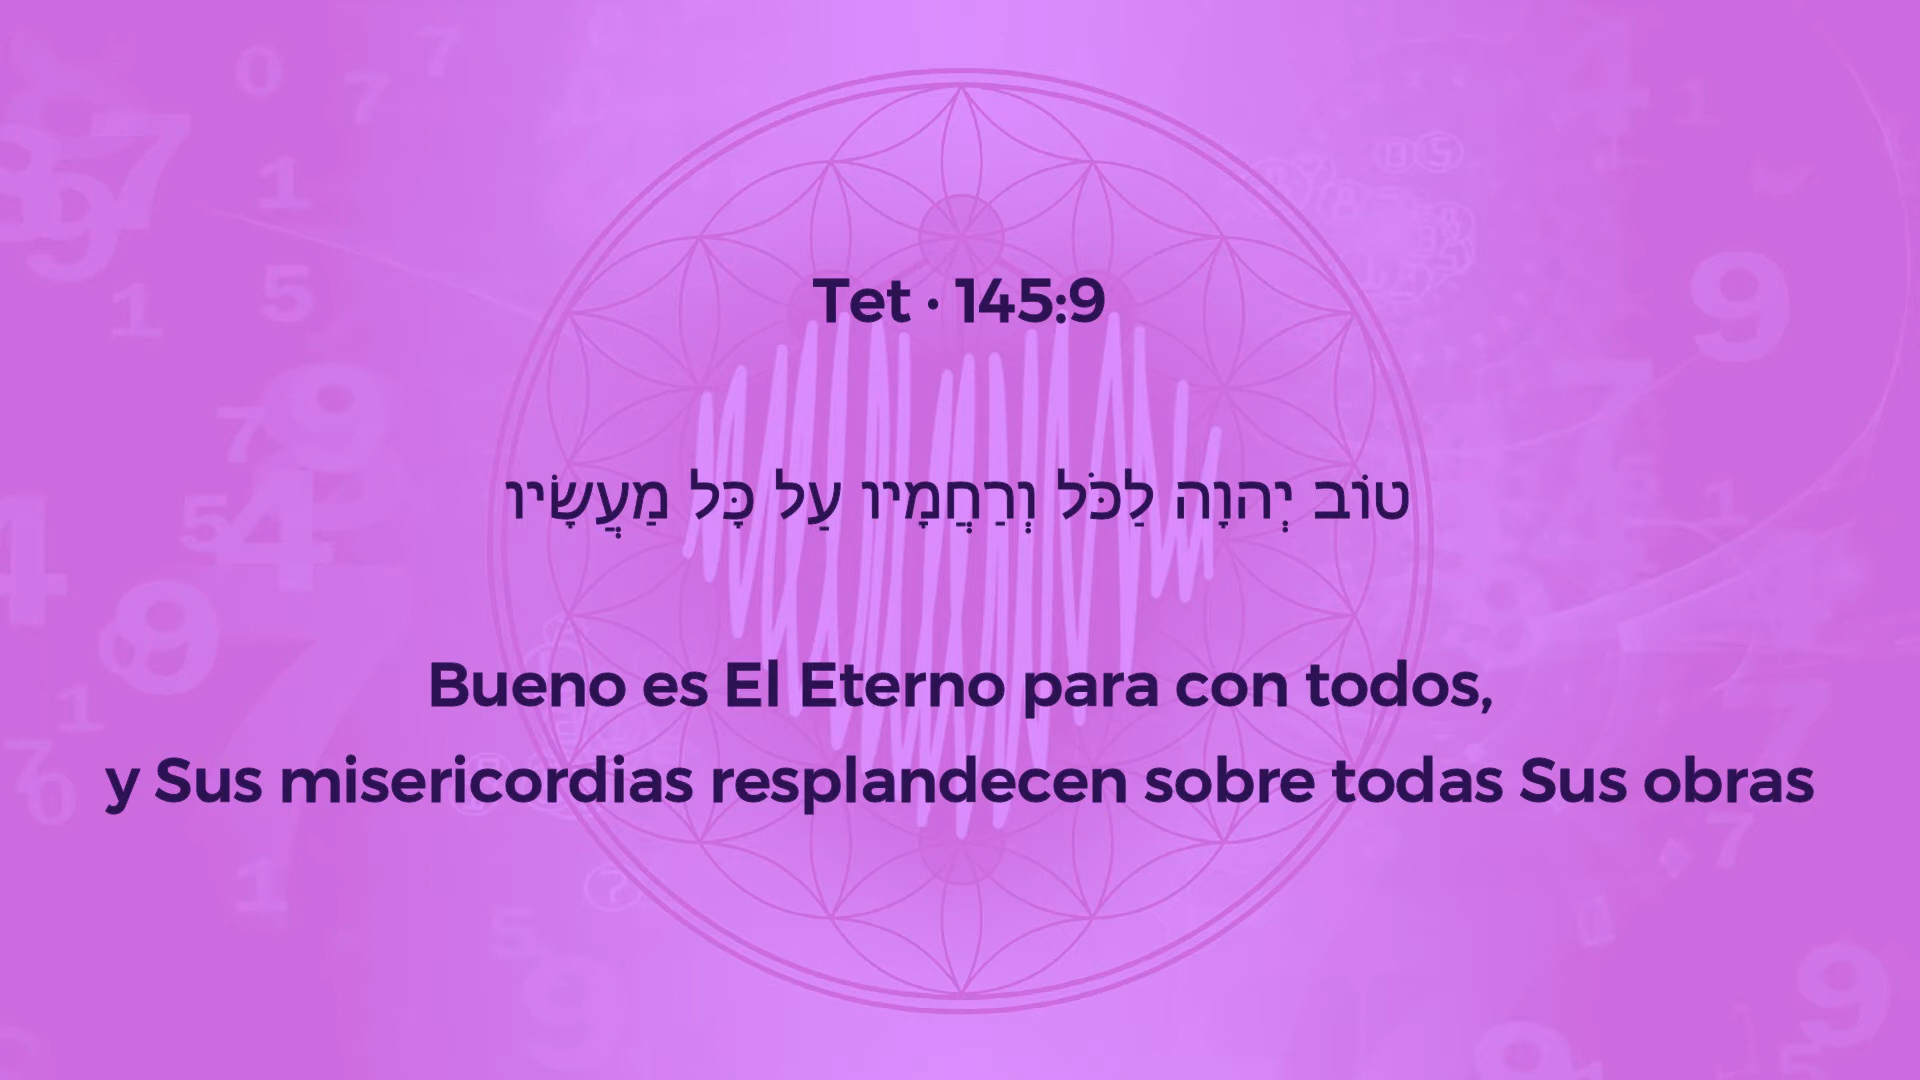 Tet · 145:9
טוֹב יְהוָה לַכֹּל וְרַחֲמָיו עַל כָּל מַעֲשָׂיו
Bueno es El Eterno para con todos,
y Sus misericordias resplandecen sobre todas Sus obras